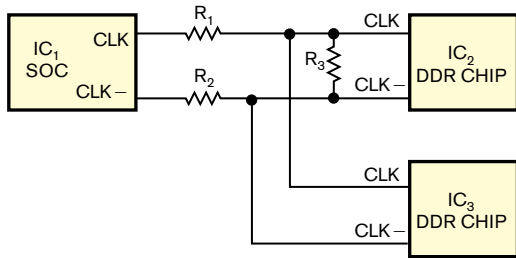 IC1
SOC
CLK
CLK–
R1
R2
R3
CLK
CLK–
IC2
DDR CHIP
CLK
CLK–
IC3
DDR CHIP